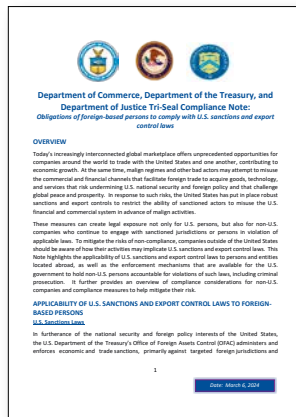 Department of Commerce, Department of the Treasury, and
Department of Justice Tri-Seal Compliance Note:
Obligations of foreign-based persons to comply with U.S. sanctions and export
control laws
OVERVIEW
Today's increasingly interconnected global marketplace offers unprecedented opportunities for
companies around the world to trade with the United States and one another, contributing to
economic growth. At the same time, malign regimes and other bad actors may attempt to misuse
the commercial and financial channels that facilitate foreign trade to acquire goods, technology,
and services that risk undermining U.S. national security and foreign policy and that challenge
global peace and prosperity. In response to such risks, the United States has put in place robust
sanctions and export controls to restrict the ability of sanctioned actors to misuse the U.S.
financial and commercial system in advance of malign activities.
These measures can create legal exposure not only for U.S. persons, but also for non-U.S.
companies who continue to engage with sanctioned jurisdictions or persons in violation of
applicable laws. To mitigate the risks of non-compliance, companies outside of the United States
should be aware of how their activities may implicate U.S. sanctions and export control laws. This
Note highlights the applicability of U.S. sanctions and export control laws to persons and entities
located abroad, as well as the enforcement mechanisms that are available for the U.S.
government to hold non-U.S. persons accountable for violations of such laws, including criminal
prosecution. It further provides an overview of compliance considerations for non-U.S.
companies and compliance measures to help mitigate their risk.
APPLICABILITY OF U.S. SANCTIONS AND EXPORT CONTROL LAWS TO FOREIGN-
BASED PERSONS
U.S. Sanctions Laws
In furtherance of the national security and foreign policy interests of the United States,
the U.S. Department of the Treasury's Office of Foreign Assets Control (OFAC) administers and
enforces economic and trade sanctions, primarily against targeted foreign jurisdictions and
1
Date: March 6, 2024